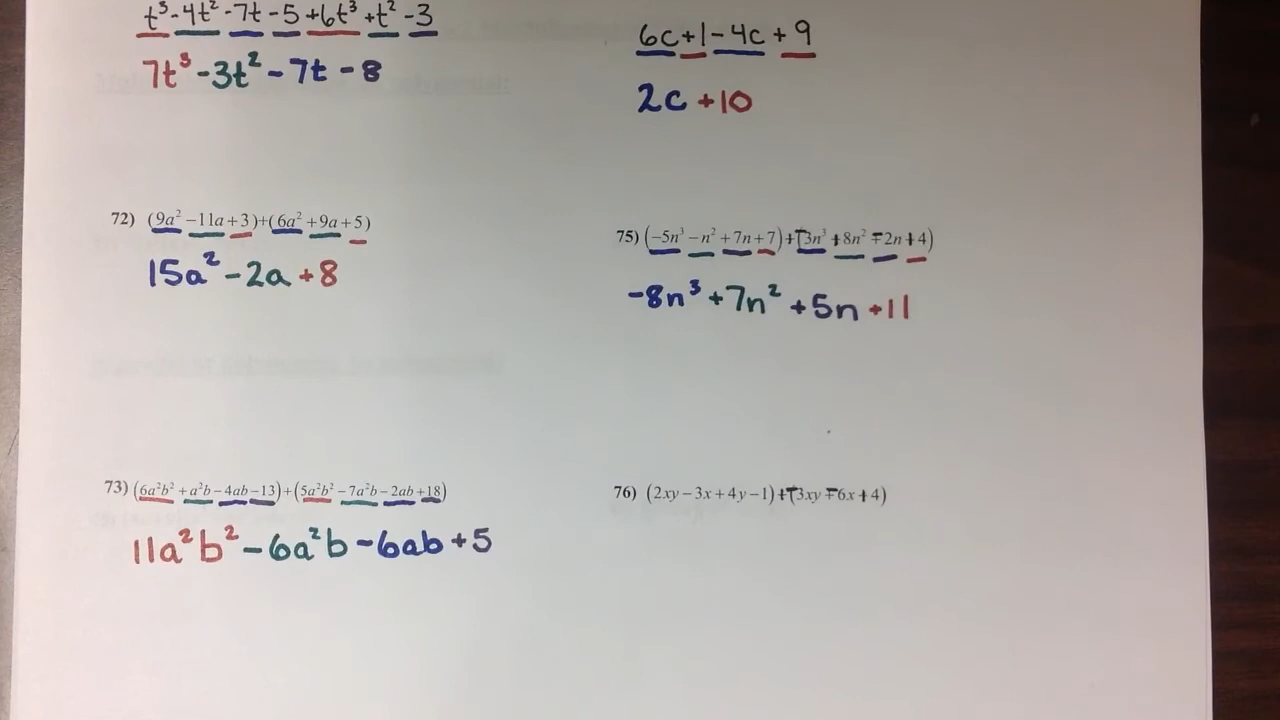 t³ -4t² -7t -5 +6t³ +t² -3
7t³ -3t² -7t -8
6c+1-4c+9
2c +10
72) (9a² -11a+3)+(6a² +9a+5)
15a² -2a +8
75) (-5n³ -n² +7n+7)+(-3n³ +8n² -2n+4)
-8n³ +7n² +5n +11
73) (6a²b² +a²b-4ab-13)+(5a²b² -7a²b-2ab+18)
11a²b² -6a²b -6ab +5
76) (2xy-3x+4y-1)+(-3xy-6x+4)